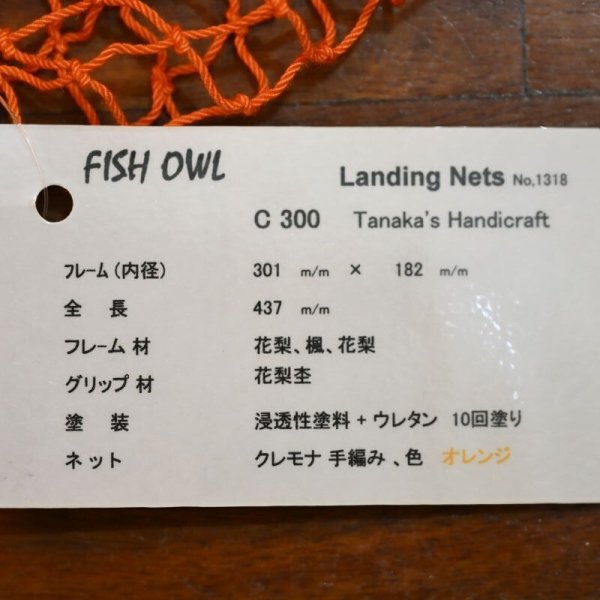 FISH OWL
Landing Nets No,1318
C 300 Tanaka's Handicraft
フレーム(内径) 301 m/m × 182 m/m
全長 437 m/m
フレーム材 花梨、楓、花梨
グリップ材 花梨杢
塗装 浸透性塗料+ウレタン 10回塗り
ネット クレモナ 手編み、色 オレンジ